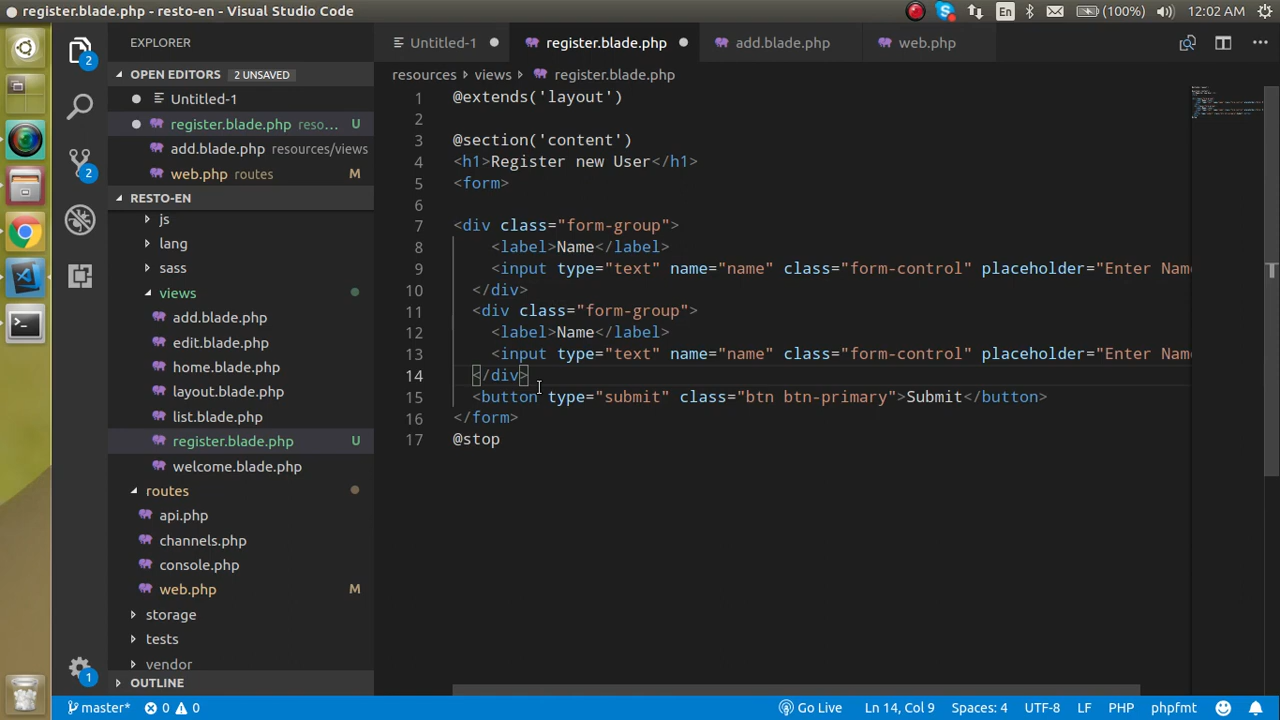 register.blade.php - resto-en - Visual Studio Code
En
(100%)
12:02 AM
EXPLORER
OPEN EDITORS 2 UNSAVED
Untitled-1
register.blade.php reso... U
add.blade.php resources/views
web.php routes M
RESTO-EN
js
lang
sass
views
add.blade.php
edit.blade.php
home.blade.php
layout.blade.php
list.blade.php
register.blade.php U
welcome.blade.php
routes
api.php
channels.php
console.php
web.php M
storage
tests
vendor
OUTLINE
2
2
1
Untitled-1 register.blade.php add.blade.php web.php
resources > views > register.blade.php
1 @extends('layout')
2
3 @section('content')
4 <h1>Register new User</h1>
5 <form>
6
7 <div class="form-group">
8 <label>Name</label>
9 <input type="text" name="name" class="form-control" placeholder="Enter Name
10 </div>
11 <div class="form-group">
12 <label>Name</label>
13 <input type="text" name="name" class="form-control" placeholder="Enter Name
14 </div>
15 <button type="submit" class="btn btn-primary">Submit</button>
16 </form>
17 @stop
master* 0 0 Go Live Ln 14, Col 9 Spaces: 4 UTF-8 LF PHP phpfmt